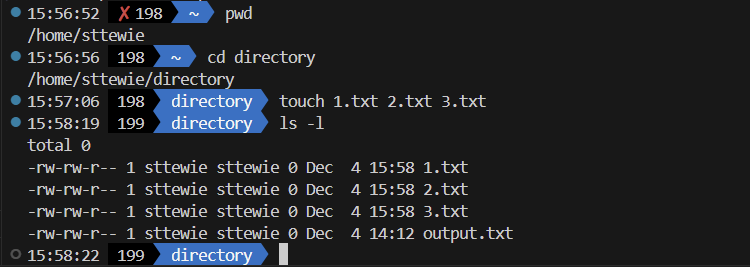 15:56:52 ✗ 198 ~ pwd
/home/sttewie
15:56:56 198 ~ cd directory
/home/sttewie/directory
15:57:06 198 directory touch 1.txt 2.txt 3.txt
15:58:19 199 directory ls -l
total 0
-rw-rw-r-- 1 sttewie sttewie 0 Dec  4 15:58 1.txt
-rw-rw-r-- 1 sttewie sttewie 0 Dec  4 15:58 2.txt
-rw-rw-r-- 1 sttewie sttewie 0 Dec  4 15:58 3.txt
-rw-rw-r-- 1 sttewie sttewie 0 Dec  4 14:12 output.txt
15:58:22 199 directory